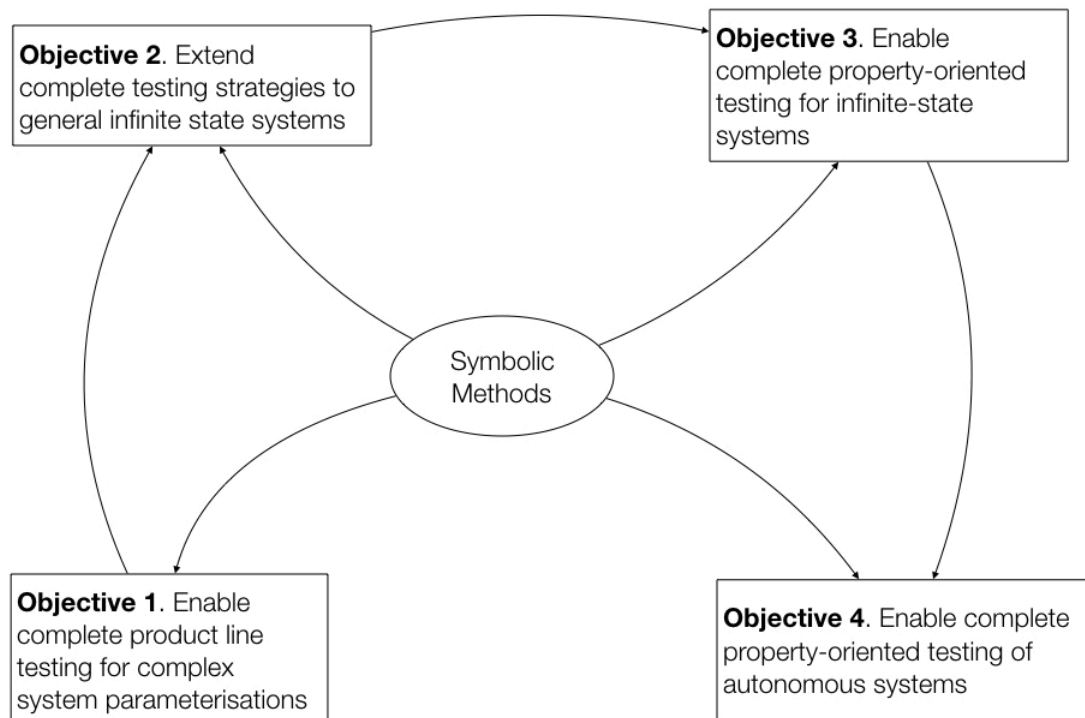 Objective 2. Extend
complete testing strategies to
general infinite state systems
Objective 3. Enable
complete property-oriented
testing for infinite-state
systems
Symbolic
Methods
Objective 1. Enable
complete product line
testing for complex
system parameterisations
Objective 4. Enable complete
property-oriented testing of
autonomous systems